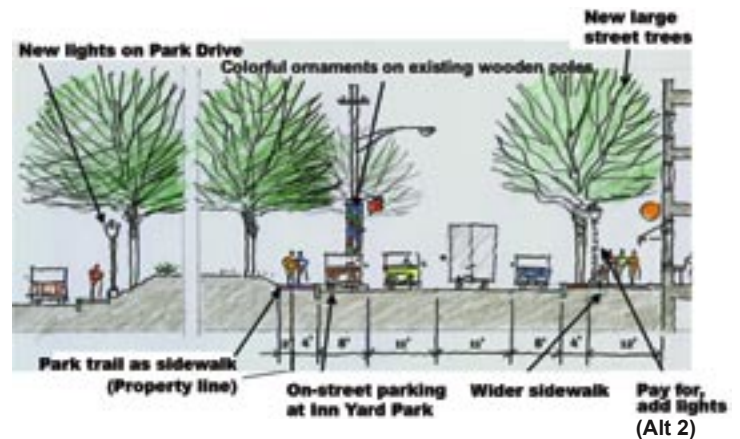 New large
street trees
New lights on Park Drive
Colorful ornaments on existing wooden poles
Park trail as sidewalk
(Property line)
On-street parking
at Inn Yard Park
Wider sidewalk
Pay for,
add lights
(Alt 2)